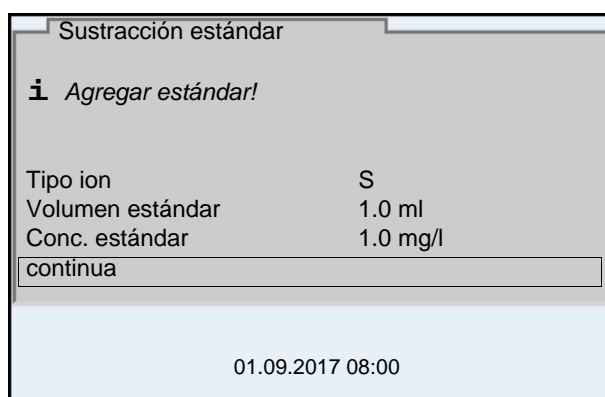 Sustracción estándar
i Agregar estándar!
Tipo ion S
Volumen estándar 1.0 ml
Conc. estándar 1.0 mg/l
continua
01.09.2017 08:00